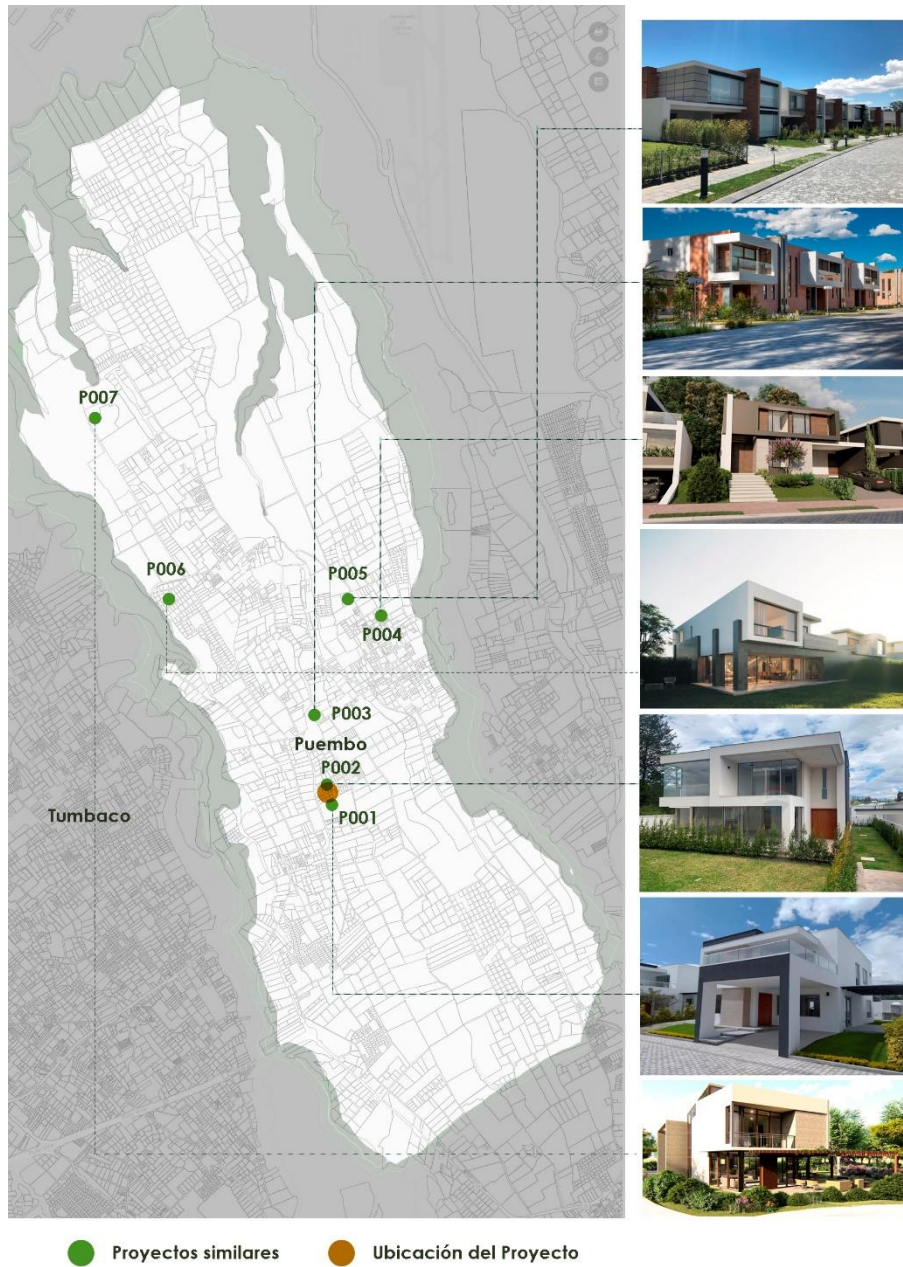 P007
P006
P005
P004
P003
Puembo
P002
P001
Tumbaco
Proyectos similares
Ubicación del Proyecto